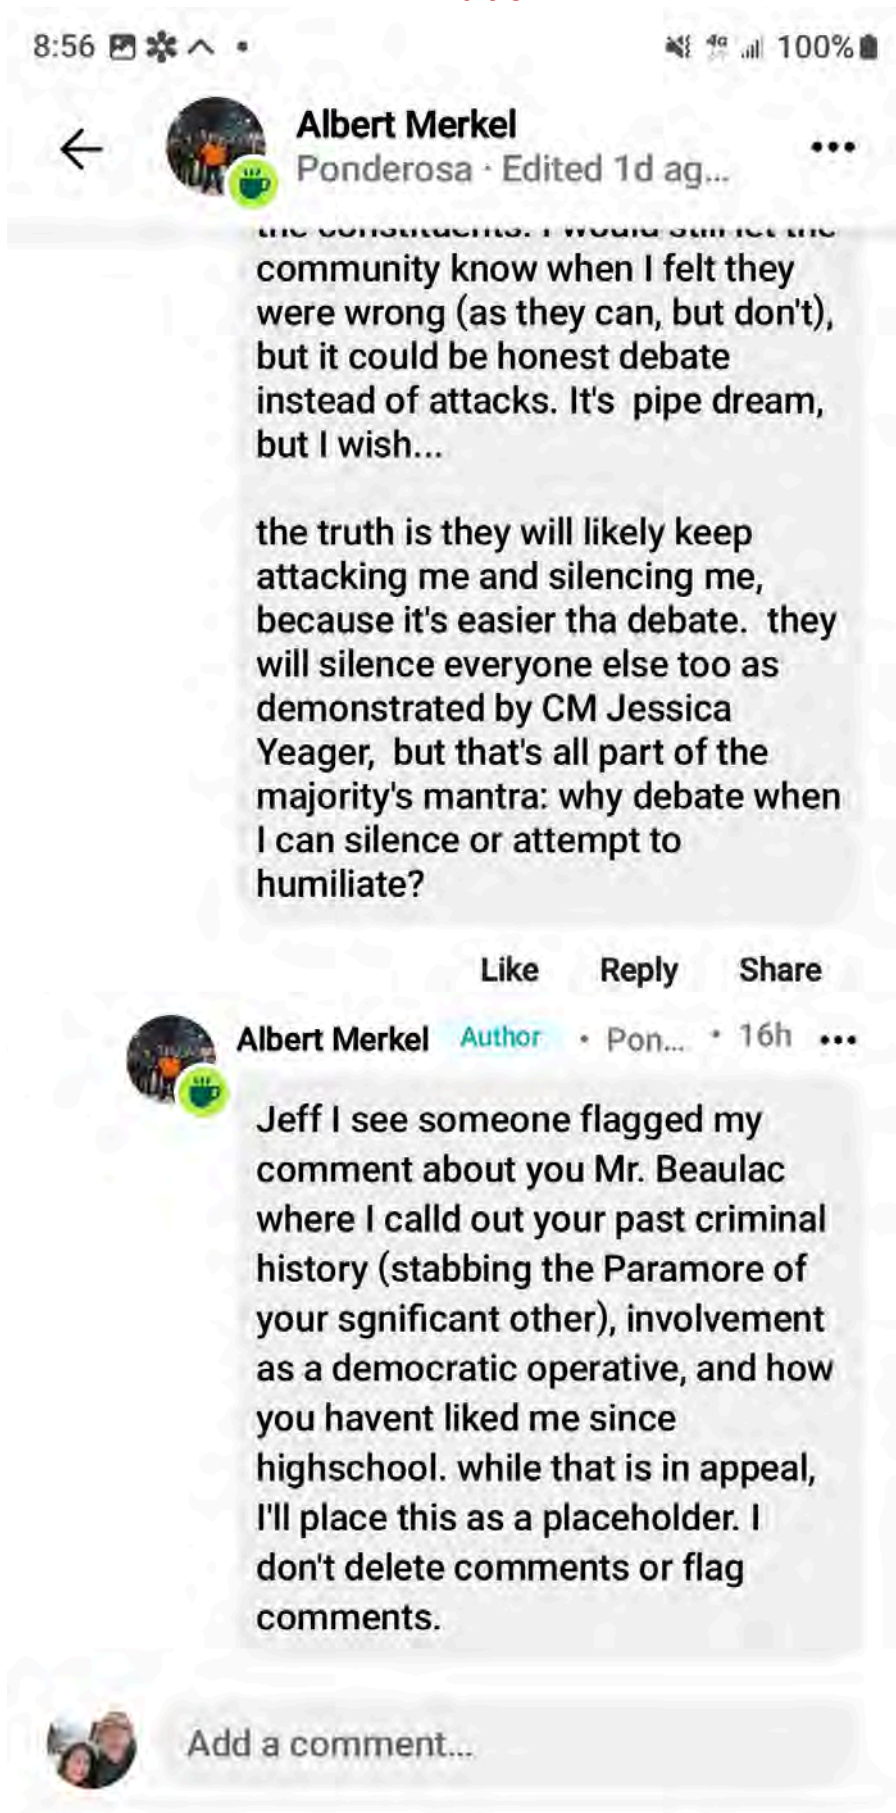 8:56
100%
Albert Merkel
Ponderosa · Edited 1d ag...
the constituents. I would still let the
community know when I felt they
were wrong (as they can, but don't),
but it could be honest debate
instead of attacks. It's  pipe dream,
but I wish...
the truth is they will likely keep
attacking me and silencing me,
because it's easier tha debate.  they
will silence everyone else too as
demonstrated by CM Jessica
Yeager,  but that's all part of the
majority's mantra: why debate when
I can silence or attempt to
humiliate?
Like Reply Share
Albert Merkel Author • Pon... • 16h
Jeff I see someone flagged my
comment about you Mr. Beaulac
where I calld out your past criminal
history (stabbing the Paramore of
your sgnificant other), involvement
as a democratic operative, and how
you havent liked me since
highschool. while that is in appeal,
I'll place this as a placeholder. I
don't delete comments or flag
comments.
Add a comment...